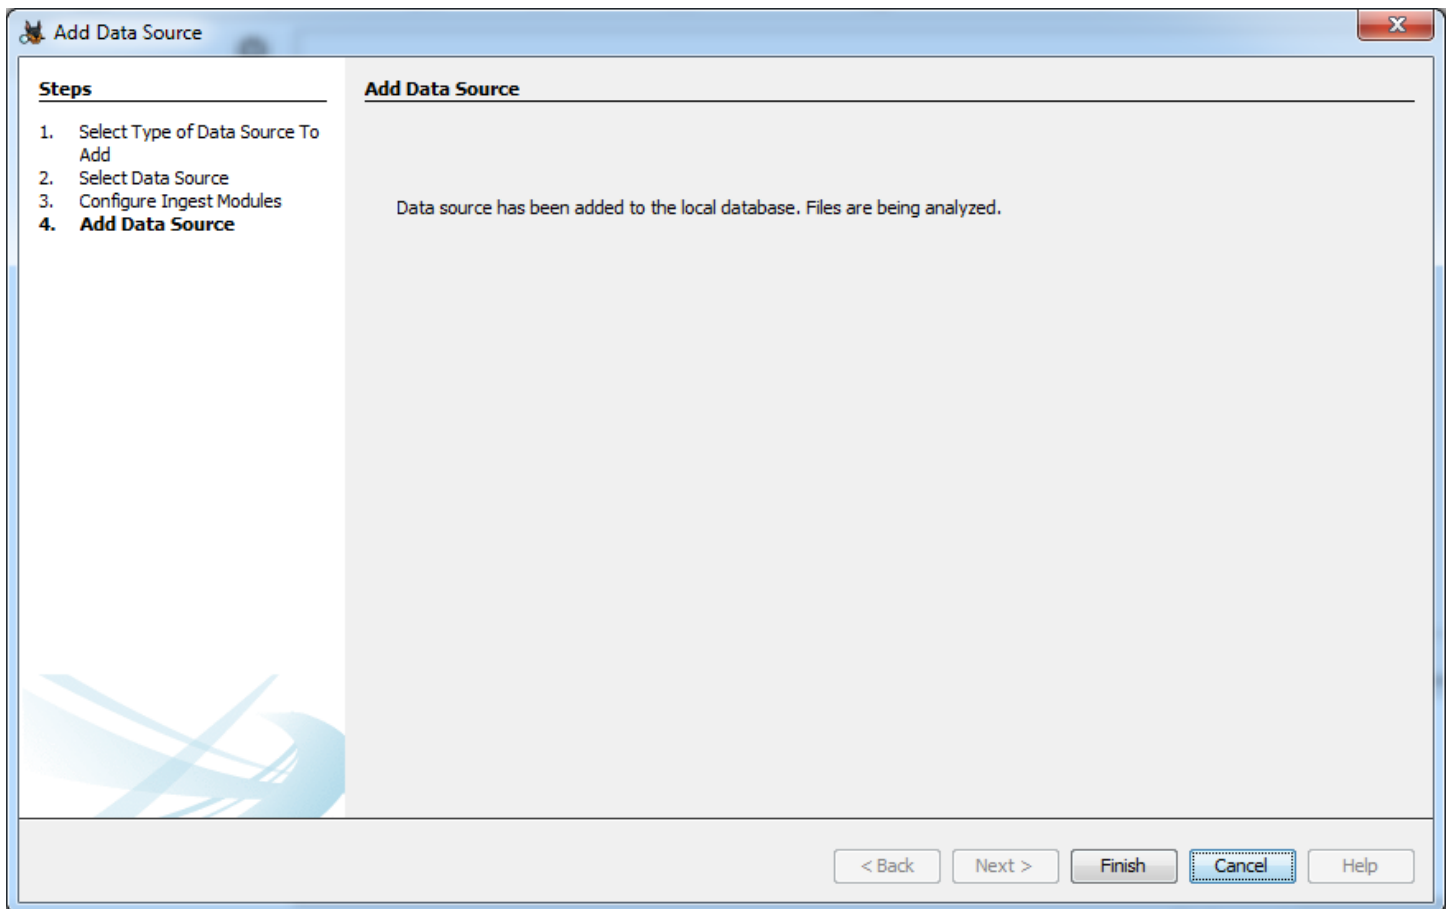 Add Data Source
Steps
1. Select Type of Data Source To
Add
2. Select Data Source
3. Configure Ingest Modules
4. Add Data Source
Add Data Source
Data source has been added to the local database. Files are being analyzed.
< Back
Next >
Finish
Cancel
Help